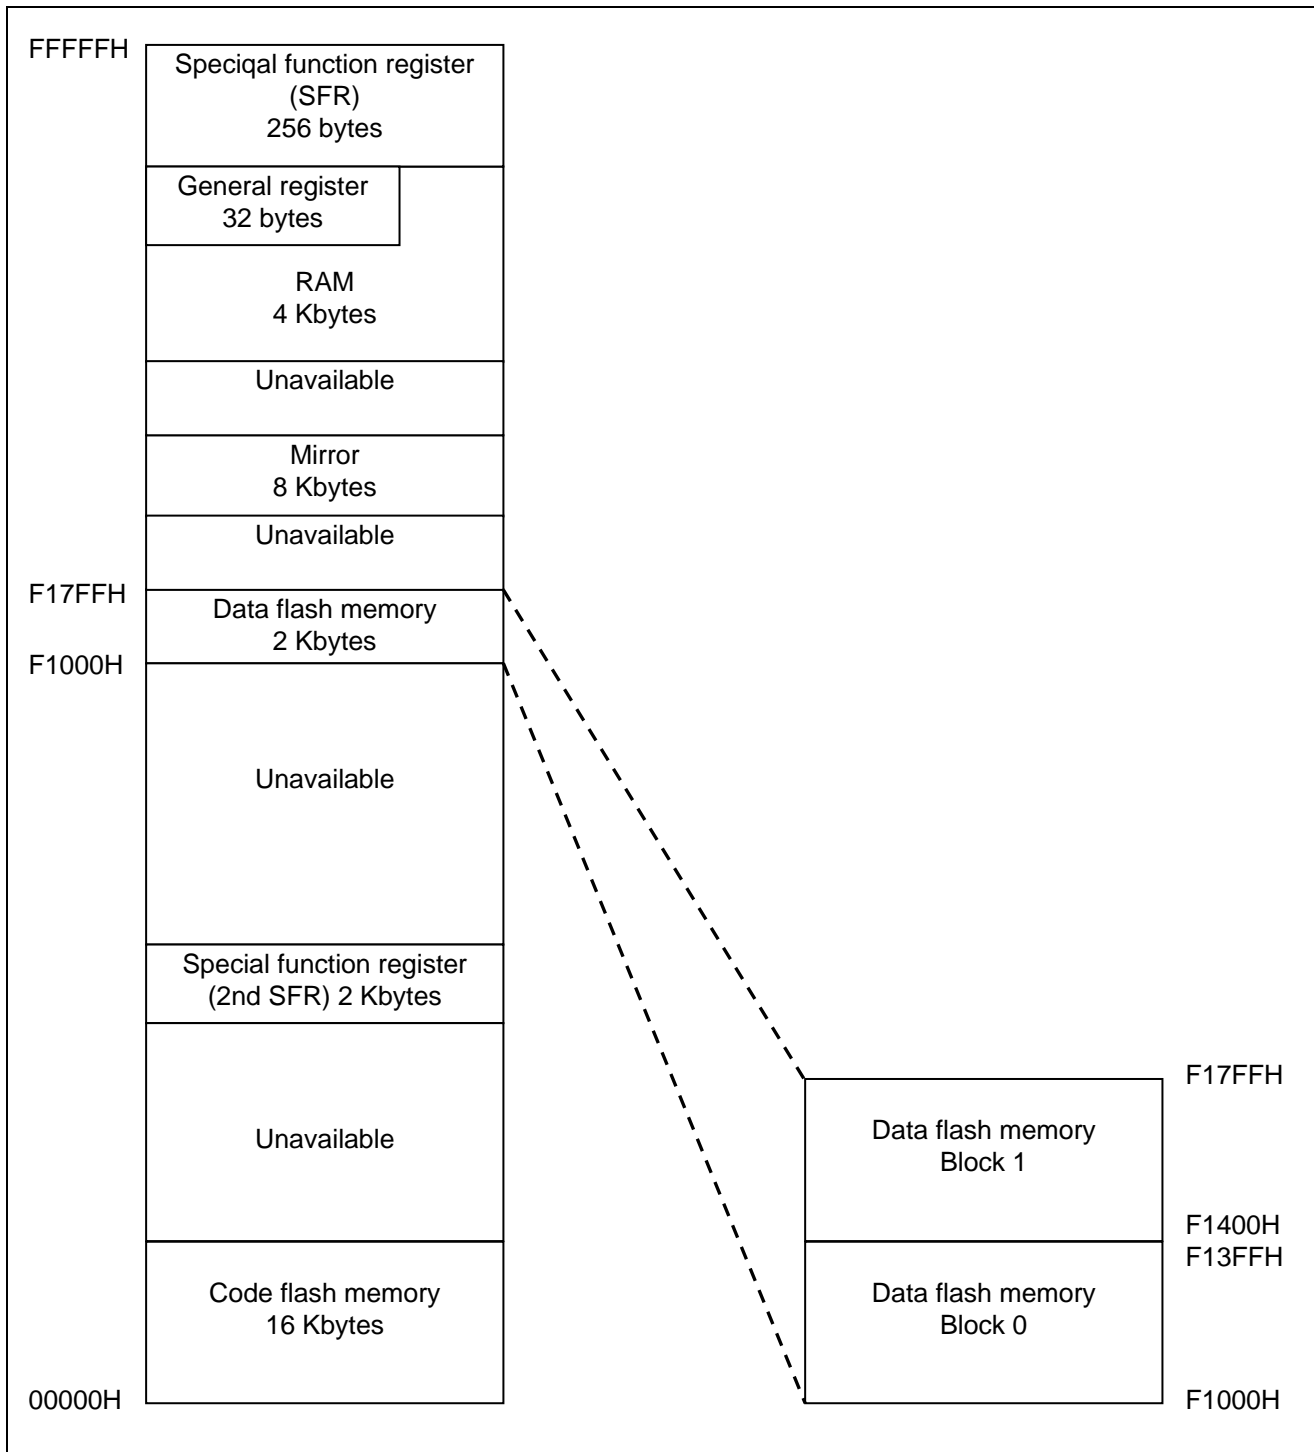 FFFFFH
Speciqal function register
(SFR)
256 bytes
General register
32 bytes
RAM
4 Kbytes
Unavailable
Mirror
8 Kbytes
Unavailable
F17FFH
Data flash memory
2 Kbytes
F1000H
Unavailable
Special function register
(2nd SFR) 2 Kbytes
Unavailable
Code flash memory
16 Kbytes
00000H
F17FFH
Data flash memory
Block 1
F1400H
F13FFH
Data flash memory
Block 0
F1000H